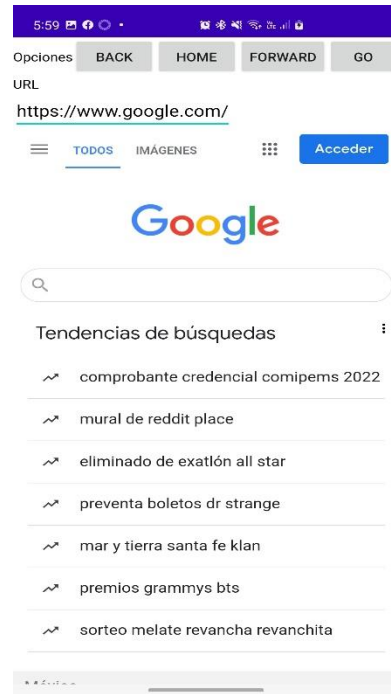 5:59
Opciones BACK HOME FORWARD GO
URL
https://www.google.com/
TODOS IMÁGENES Acceder
Google
Tendencias de búsquedas
comprobante credencial comipems 2022
mural de reddit place
eliminado de exatlón all star
preventa boletos dr strange
mar y tierra santa fe klan
premios grammys bts
sorteo melate revancha revanchita